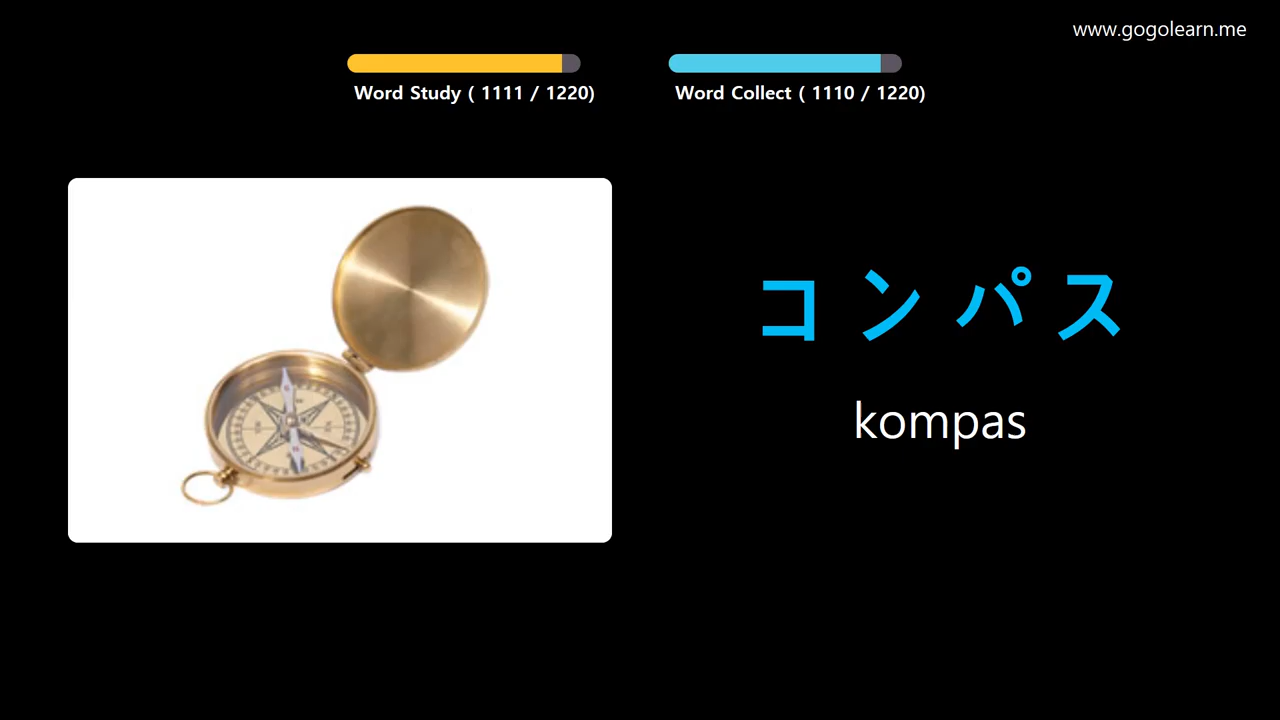 www.gogolearn.me
Word Study ( 1111 / 1220)
Word Collect ( 1110 / 1220)
コンパス
kompas